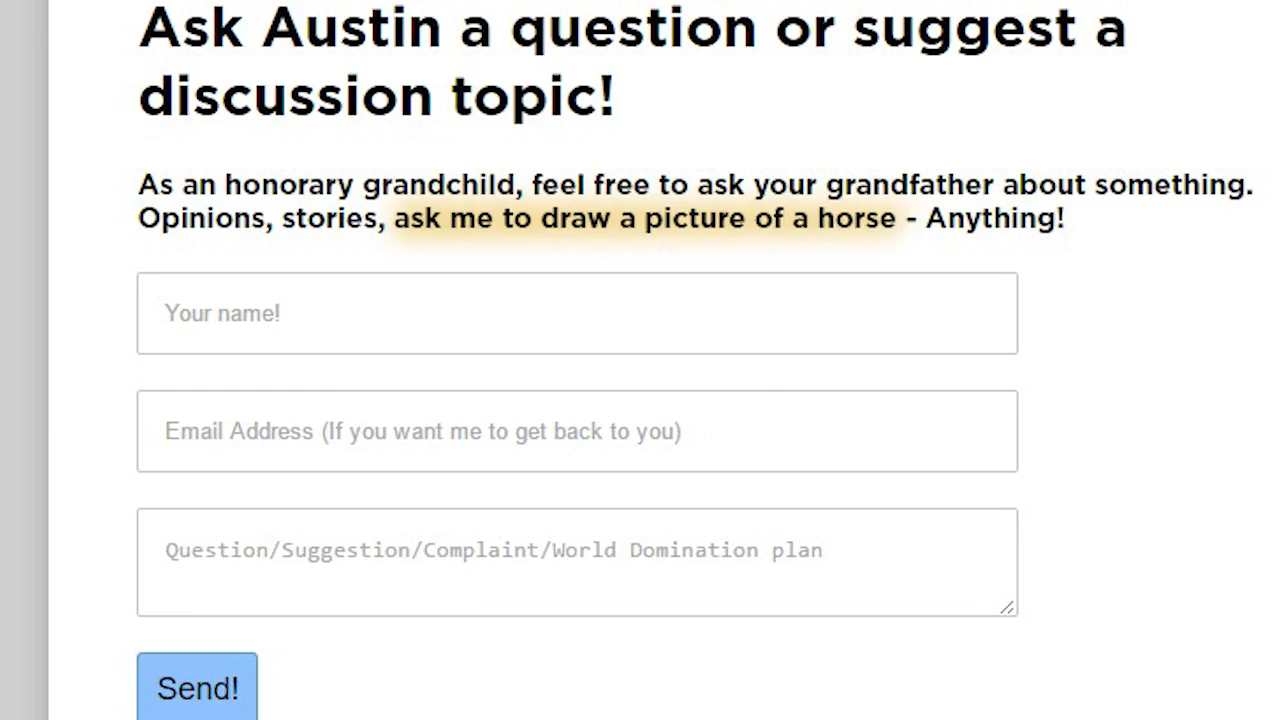 Ask Austin a question or suggest a
discussion topic!
As an honorary grandchild, feel free to ask your grandfather about something.
Opinions, stories, ask me to draw a picture of a horse - Anything!
Your name!
Email Address (If you want me to get back to you)
Question/Suggestion/Complaint/World Domination plan
Send!